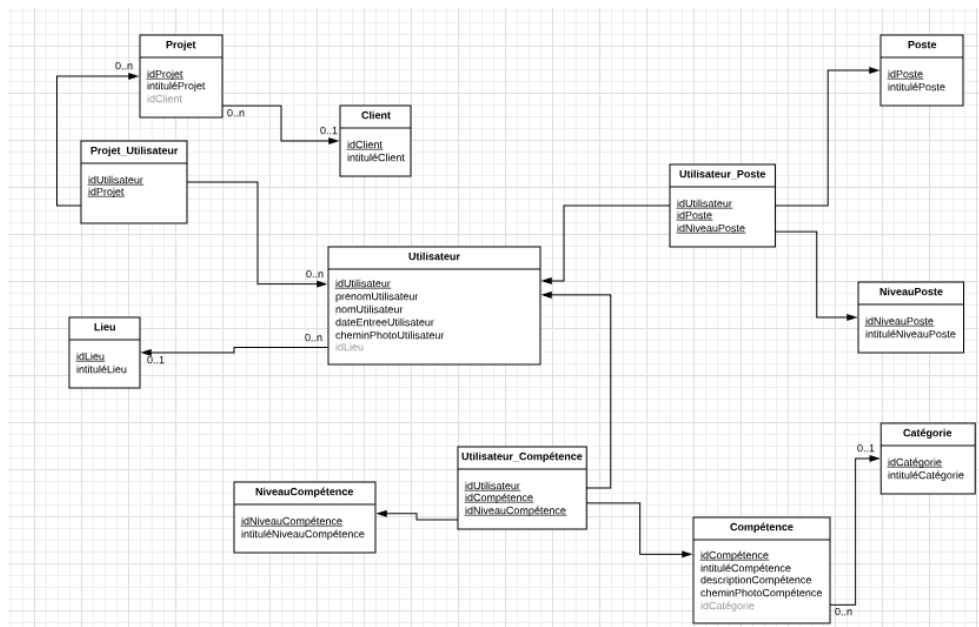 Projet
0..n
idProjet
intituléProjet
idClient
0..n
Client
0..1
idClient
intituléClient
Projet_Utilisateur
idUtilisateur
idProjet
Poste
idPoste
intituléPoste
Utilisateur_Poste
idUtilisateur
idPoste
idNiveauPoste
Utilisateur
0..n
idUtilisateur
prenomUtilisateur
nomUtilisateur
dateEntreeUtilisateur
cheminPhotoUtilisateur
idLieu
0..n
NiveauPoste
idNiveauPoste
intituléNiveauPoste
Lieu
idLieu
intituléLieu
0..1
Utilisateur_Compétence
idUtilisateur
idCompétence
idNiveauCompétence
NiveauCompétence
idNiveauCompétence
intituléNiveauCompétence
Catégorie
0..1
idCatégorie
intituléCatégorie
Compétence
idCompétence
intituléCompétence
descriptionCompétence
cheminPhotoCompétence
idCatégorie
0..n